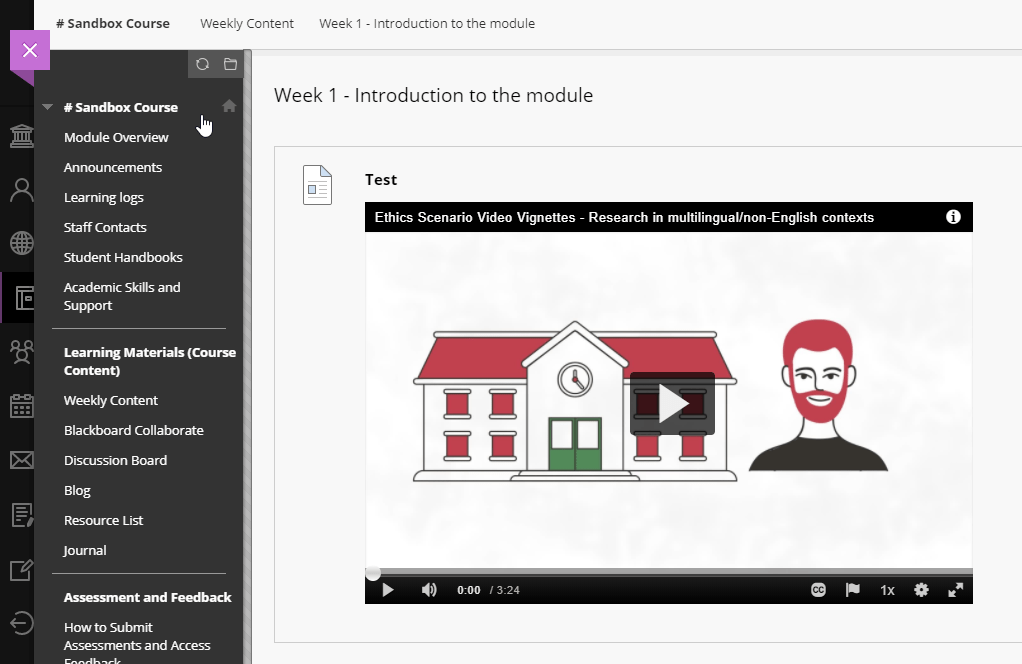 # Sandbox Course Weekly Content Week 1 - Introduction to the module
# Sandbox Course
Module Overview
Announcements
Learning logs
Staff Contacts
Student Handbooks
Academic Skills and
Support
Learning Materials (Course
Content)
Weekly Content
Blackboard Collaborate
Discussion Board
Blog
Resource List
Journal
Assessment and Feedback
How to Submit
Assessments and Access
Feedback
Week 1 - Introduction to the module
Test
Ethics Scenario Video Vignettes - Research in multilingual/non-English contexts
0:00 / 3:24 CC 1x